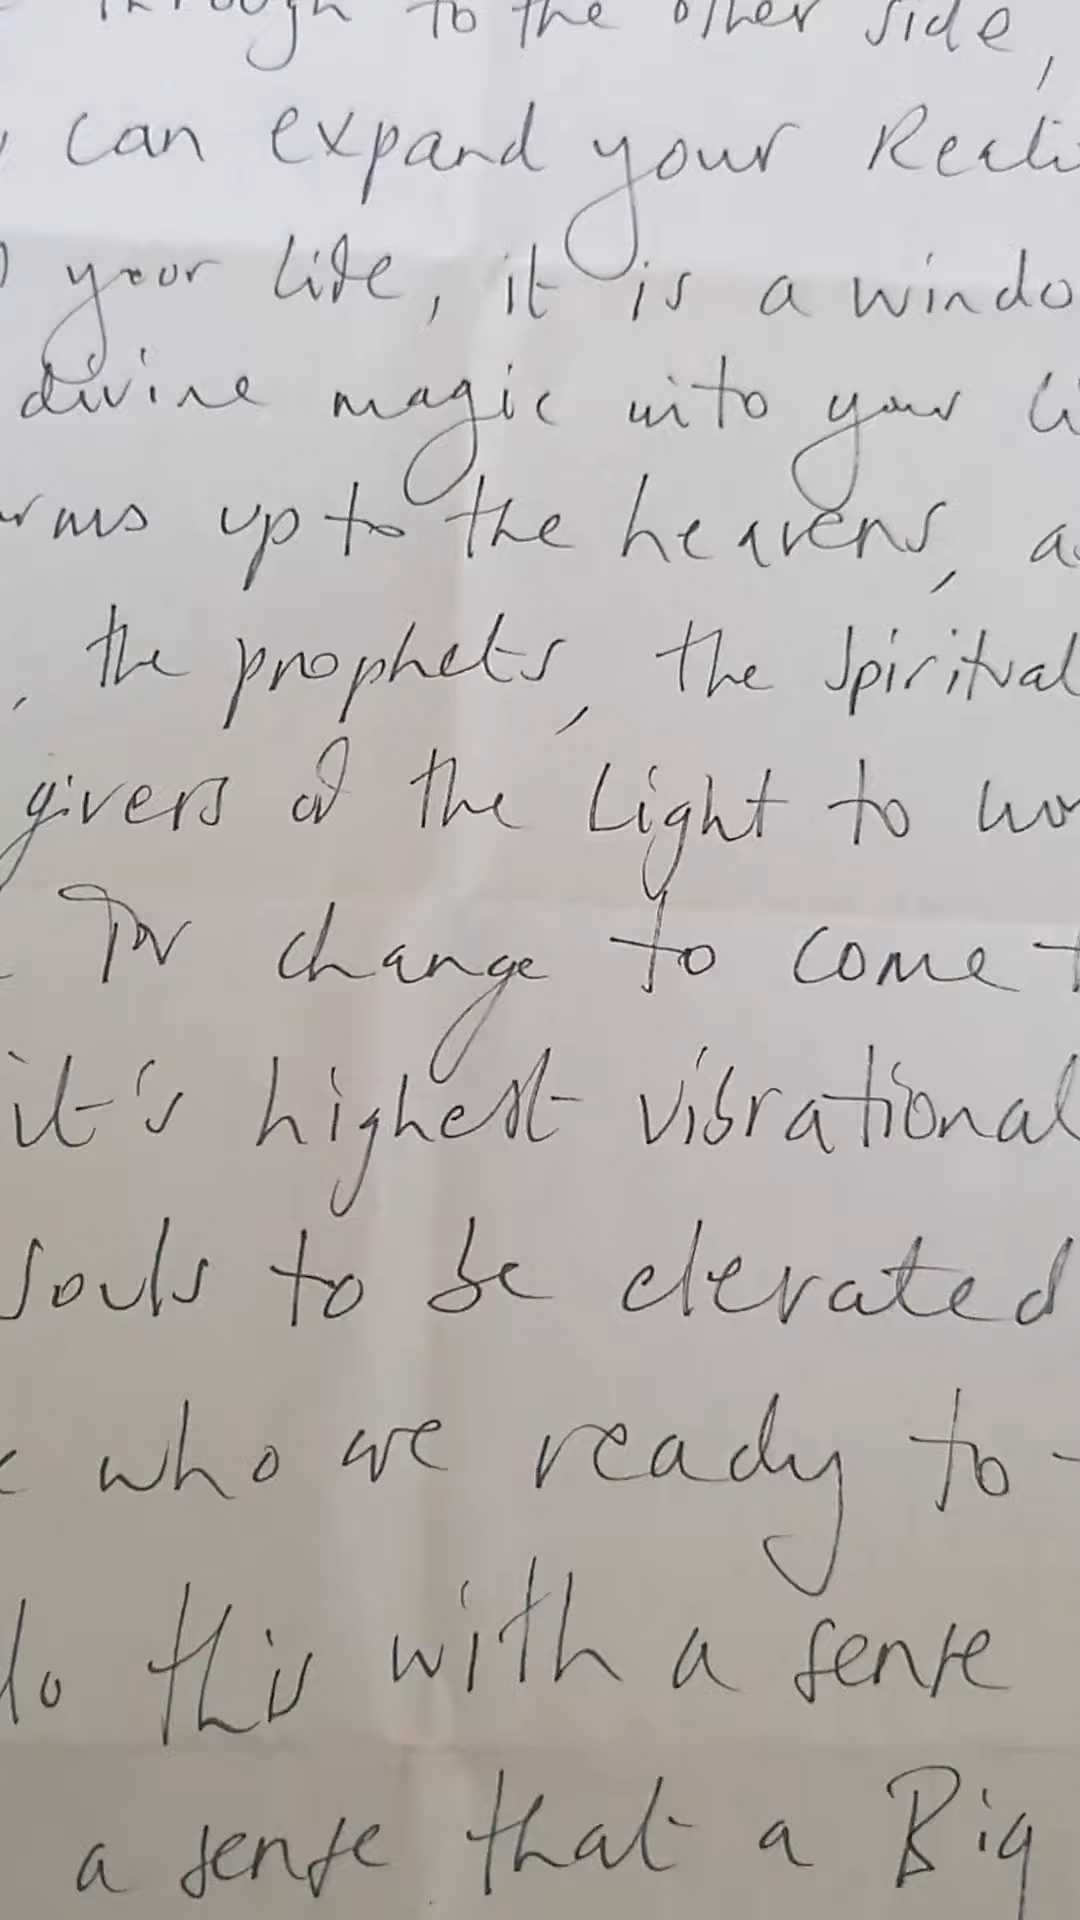 through to the other side,
can expand your Reali
your life, it is a windo
divine magic into your li
arms up to the heavens, a
, the prophets, the spiritual
givers of the Light to wo
For change to come t
it's highest vibrational
souls to be elevated
who are ready to
do this with a sense
a sense that a Big